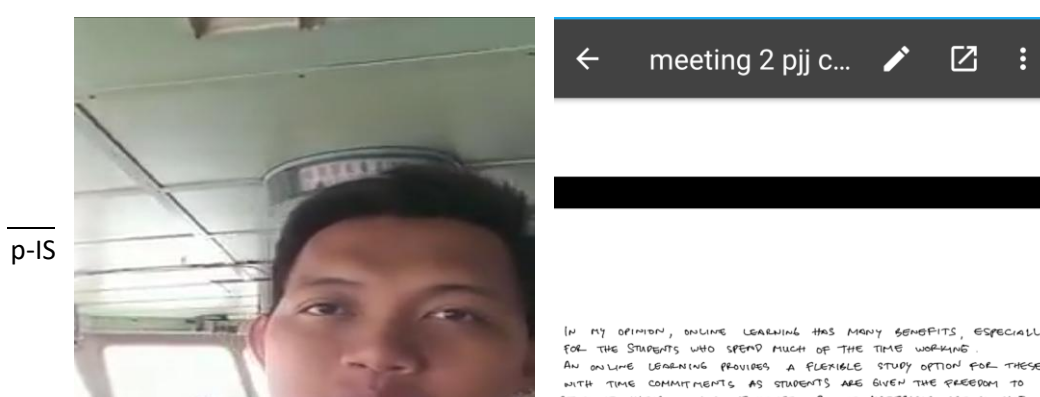 p-IS
meeting 2 pjj c...
IN MY OPINION, ONLINE LEARNING HAS MANY BENEFITS, ESPECIALL
FOR THE STUDENTS WHO SPEND MUCH OF THE TIME WORKING.
AN ONLINE LEARNING PROVIDES A FLEXIBLE STUDY OPTION FOR THESE
WITH TIME COMMITMENTS AS STUDENTS ARE GIVEN THE FREEDOM TO